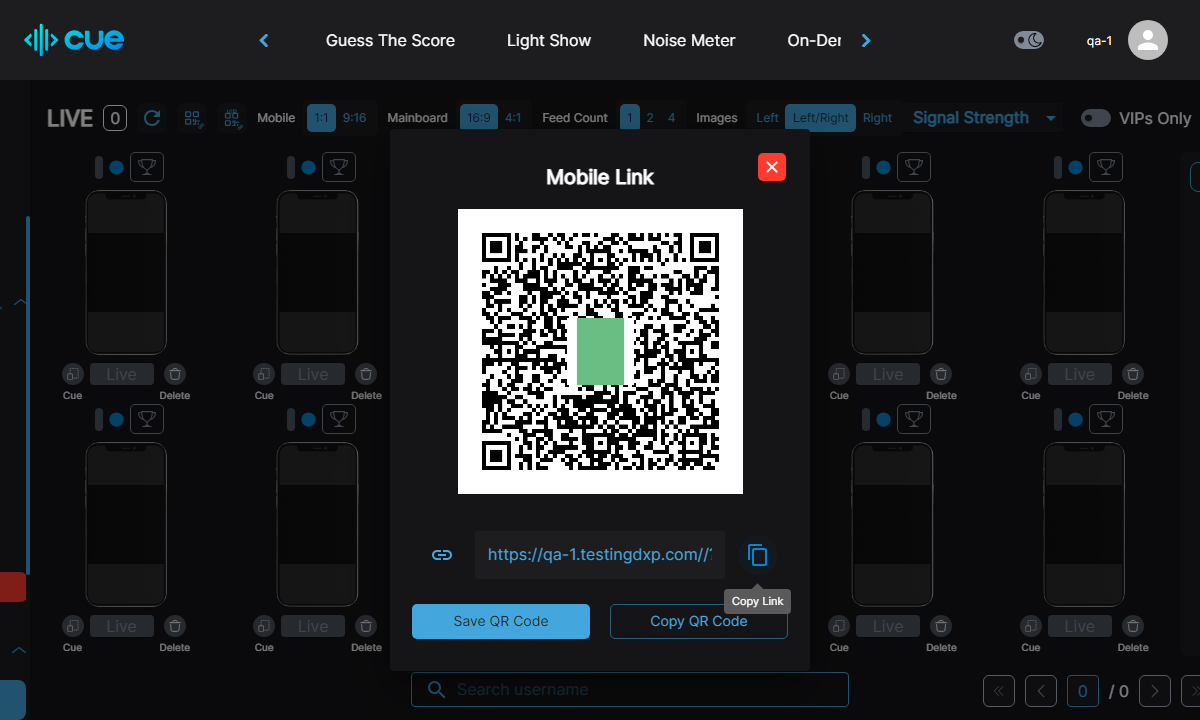 cue
Guess The Score
Light Show
Noise Meter
On-Der
qa-1
LIVE 0
Mobile 1:1 9:16
Mainboard 16:9 4:1
Feed Count 1 2 4
Images Left Left/Right Right
Signal Strength
VIPs Only
Mobile Link
Live Live Live Live
Cue Delete Cue Delete Cue Delete Cue Delete
https://qa-1.testingdxp.com//?
Copy Link
Save QR Code Copy QR Code
Live Live Live Live
Cue Delete Cue Delete Cue Delete Cue Delete
Search username
0 / 0